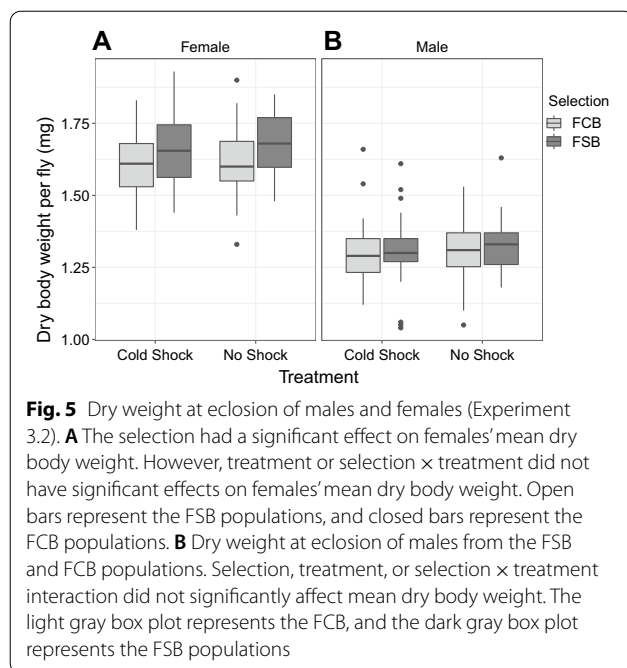 A
Female
B
Male
Selection
FCB
FSB
Dry body weight per fly (mg)
1.75
1.50
1.25
1.00
Cold Shock
No Shock
Cold Shock
No Shock
Treatment
Fig. 5 Dry weight at eclosion of males and females (Experiment
3.2). A The selection had a significant effect on females’ mean dry
body weight. However, treatment or selection × treatment did not
have significant effects on females’ mean dry body weight. Open
bars represent the FSB populations, and closed bars represent the
FCB populations. B Dry weight at eclosion of males from the FSB
and FCB populations. Selection, treatment, or selection × treatment
interaction did not significantly affect mean dry body weight. The
light gray box plot represents the FCB, and the dark gray box plot
represents the FSB populations